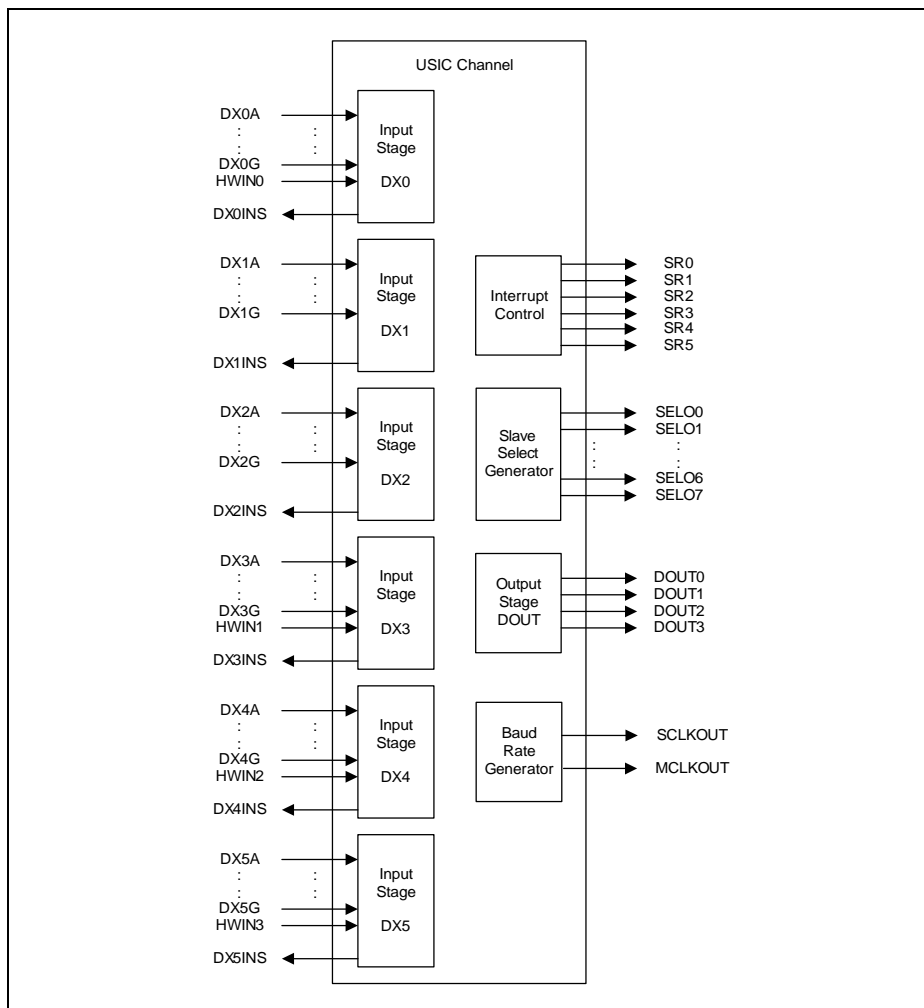 USIC Channel
DX0A
:
:
:
:
DX0G
HWIN0
DX0INS
Input
Stage
DX0
DX1A
:
:
:
:
DX1G
DX1INS
Input
Stage
DX1
DX2A
:
:
:
:
DX2G
DX2INS
Input
Stage
DX2
DX3A
:
:
:
:
DX3G
HWIN1
DX3INS
Input
Stage
DX3
DX4A
:
:
:
:
DX4G
HWIN2
DX4INS
Input
Stage
DX4
DX5A
:
:
:
:
DX5G
HWIN3
DX5INS
Input
Stage
DX5
Interrupt
Control
SR0
SR1
SR2
SR3
SR4
SR5
Slave
Select
Generator
SELO0
SELO1
:
:
:
:
SELO6
SELO7
Output
Stage
DOUT
DOUT0
DOUT1
DOUT2
DOUT3
Baud
Rate
Generator
SCLKOUT
MCLKOUT